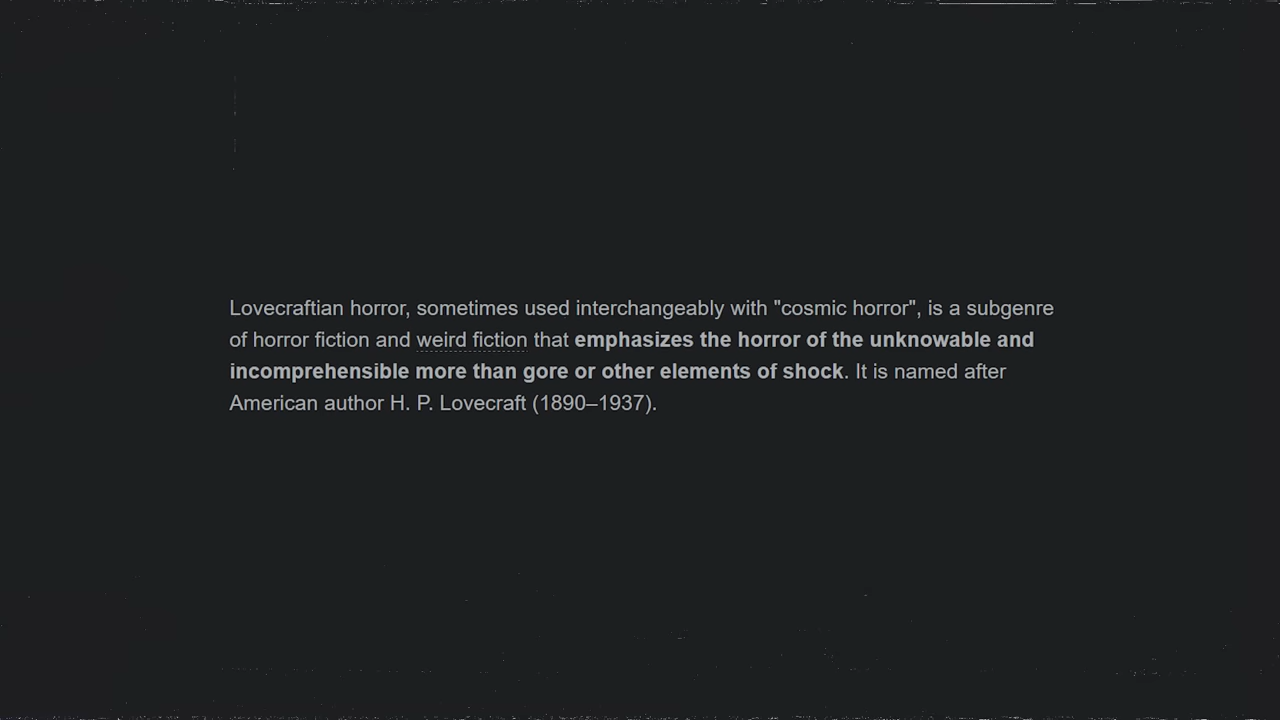 Lovecraftian horror, sometimes used interchangeably with "cosmic horror", is a subgenre
of horror fiction and weird fiction that emphasizes the horror of the unknowable and
incomprehensible more than gore or other elements of shock. It is named after
American author H. P. Lovecraft (1890–1937).